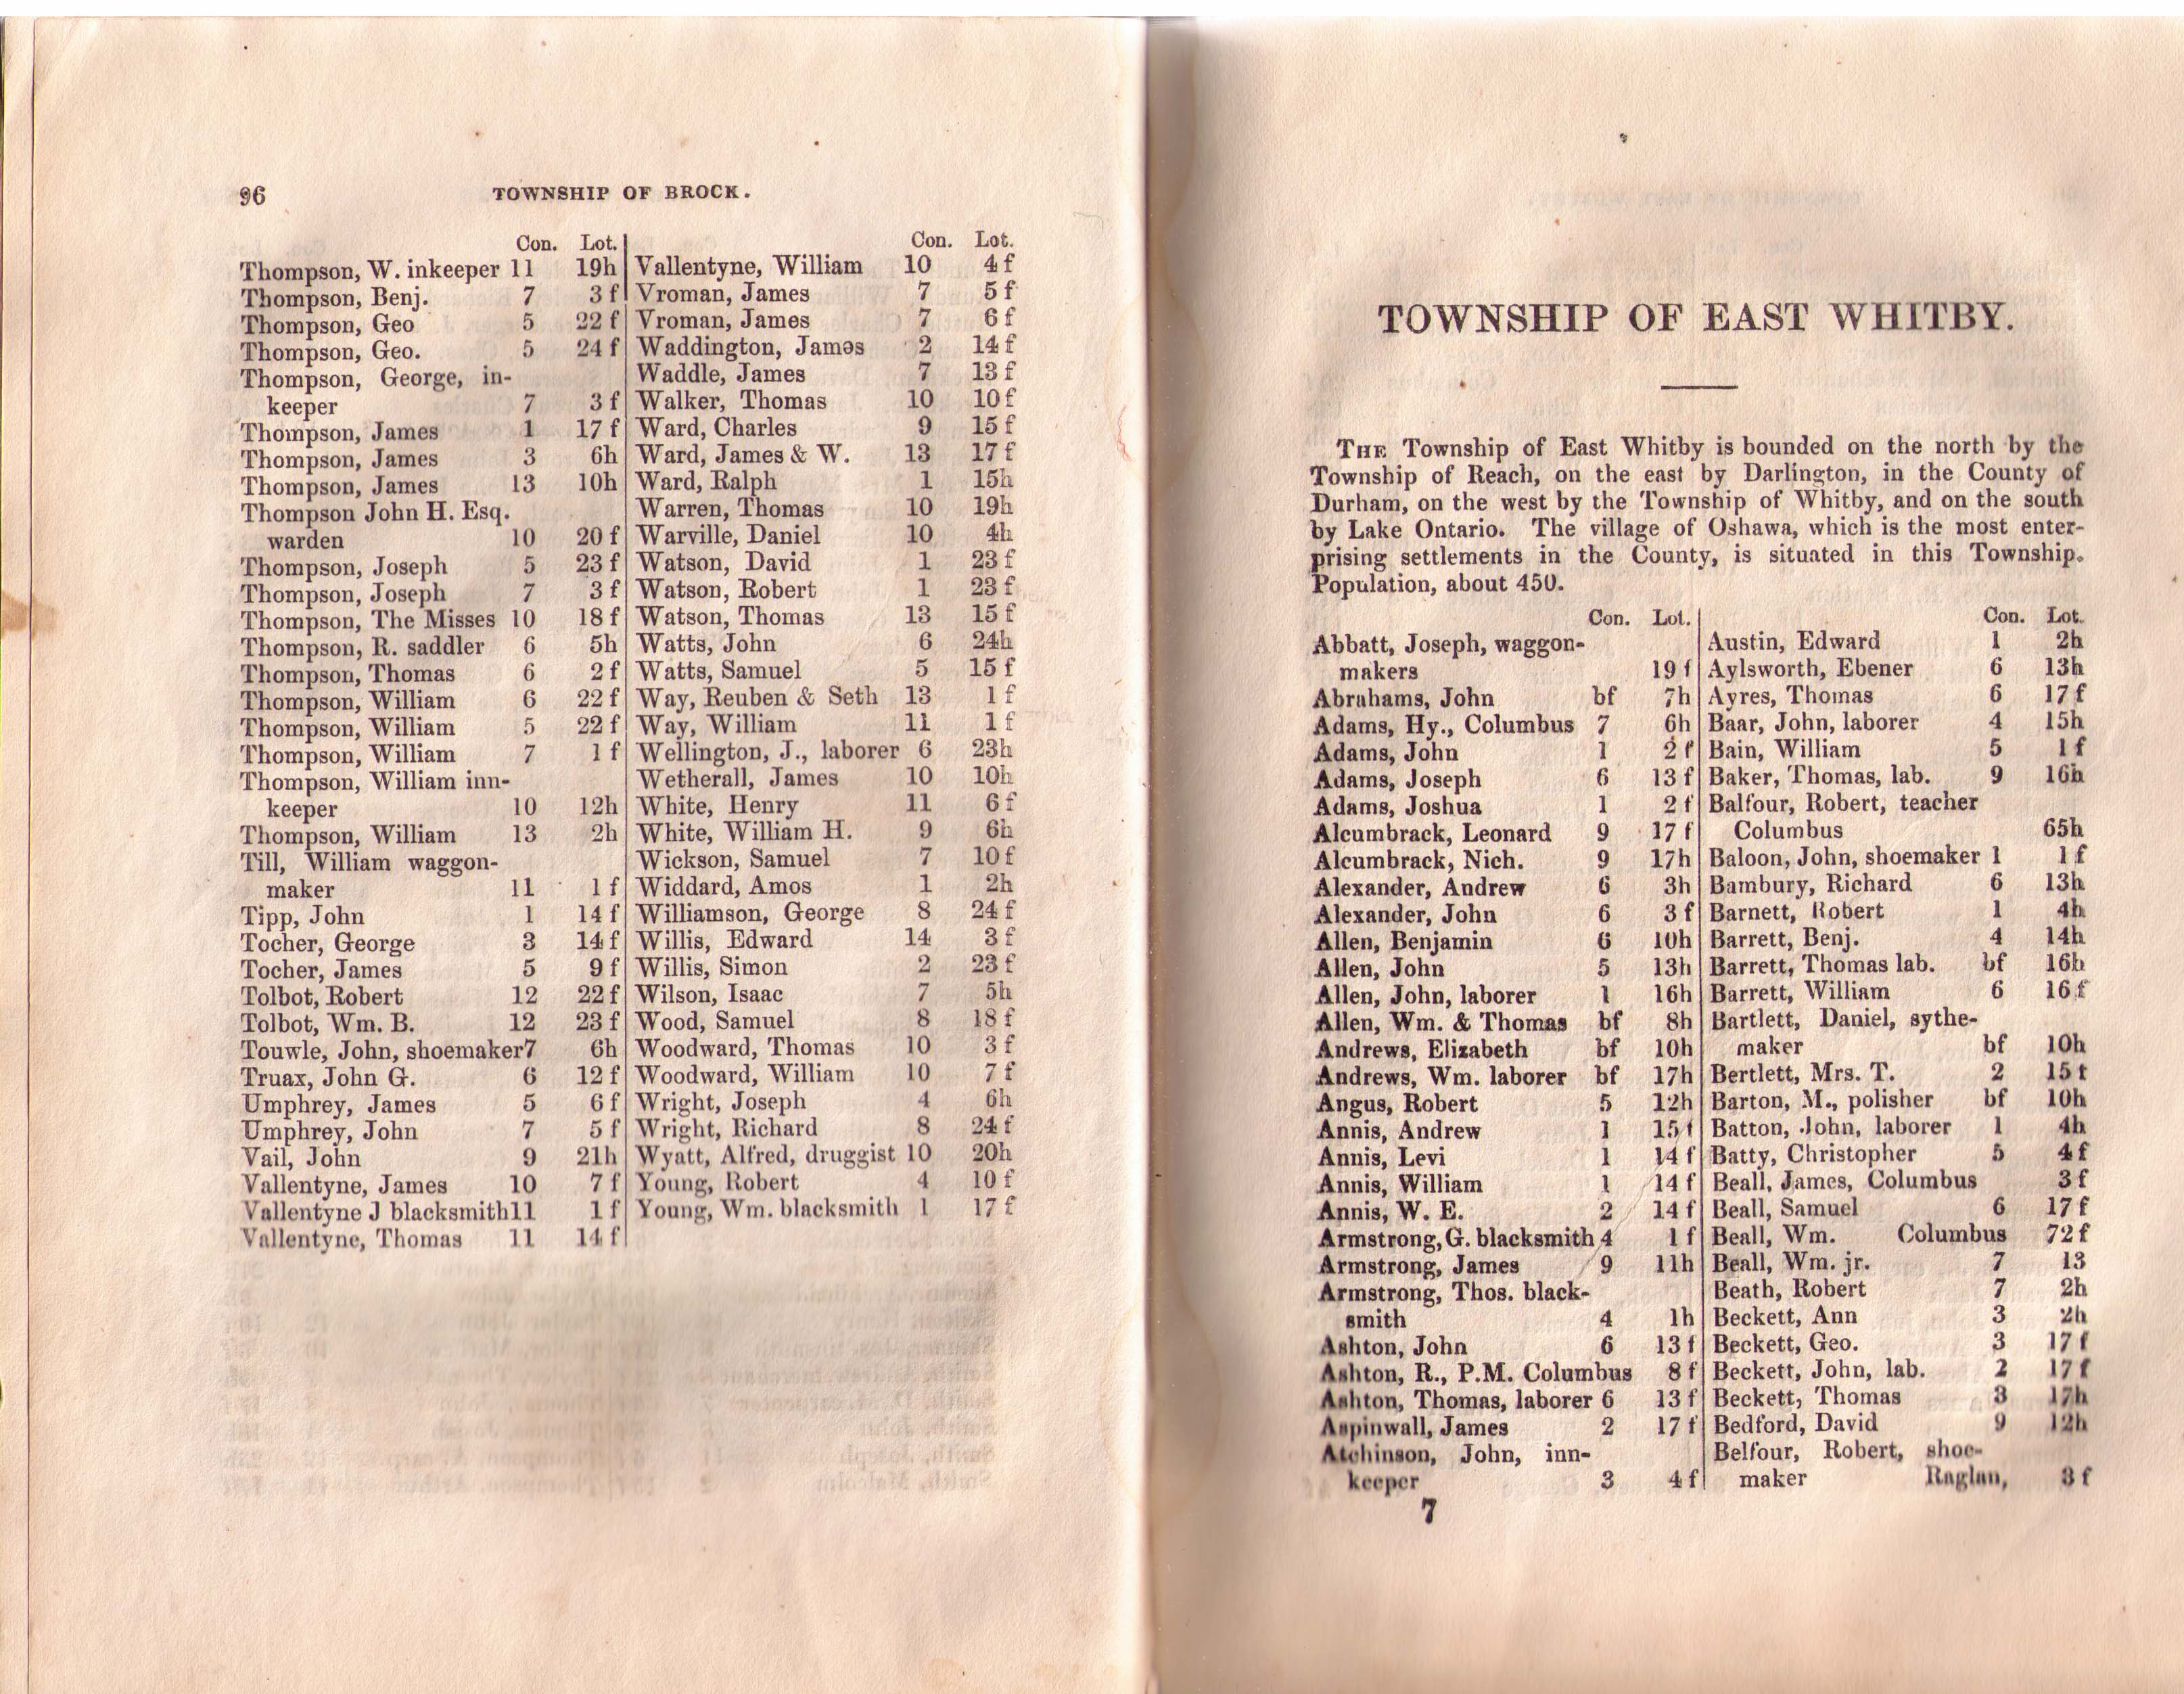 96 TOWNSHIP OF BROCK.
Con. Lot.
Thompson, W. inkeeper 11 19h
Thompson, Benj. 7 3 f
Thompson, Geo 5 22 f
Thompson, Geo. 5 24 f
Thompson, George, in-
keeper 7 3 f
Thompson, James 1 17 f
Thompson, James 3 6h
Thompson, James 13 10h
Thompson John H. Esq.
warden 10 20 f
Thompson, Joseph 5 23 f
Thompson, Joseph 7 3 f
Thompson, The Misses 10 18 f
Thompson, R. saddler 6 5h
Thompson, Thomas 6 2 f
Thompson, William 6 22 f
Thompson, William 5 22 f
Thompson, William 7 1 f
Thompson, William inn-
keeper 10 12h
Thompson, William 13 2h
Till, William waggon-
maker 11 1 f
Tipp, John 1 14 f
Tocher, George 3 14 f
Tocher, James 5 9 f
Tolbot, Robert 12 22 f
Tolbot, Wm. B. 12 23 f
Touwle, John, shoemaker7 6h
Truax, John G. 6 12 f
Umphrey, James 5 6 f
Umphrey, John 7 5 f
Vail, John 9 21h
Vallentyne, James 10 7 f
Vallentyne J blacksmith11 1 f
Vallentyne, Thomas 11 14 f
Con. Lot.
Vallentyne, William 10 4 f
Vroman, James 7 5 f
Vroman, James 7 6 f
Waddington, James 2 14 f
Waddle, James 7 13 f
Walker, Thomas 10 10 f
Ward, Charles 9 15 f
Ward, James & W. 13 17 f
Ward, Ralph 1 15h
Warren, Thomas 10 19h
Warville, Daniel 10 4h
Watson, David 1 23 f
Watson, Robert 1 23 f
Watson, Thomas 13 15 f
Watts, John 6 24h
Watts, Samuel 5 15 f
Way, Reuben & Seth 13 1 f
Way, William 11 1 f
Wellington, J., laborer 6 23h
Wetherall, James 10 10h
White, Henry 11 6 f
White, William H. 9 6h
Wickson, Samuel 7 10 f
Widdard, Amos 1 2h
Williamson, George 8 24 f
Willis, Edward 14 3 f
Willis, Simon 2 23 f
Wilson, Isaac 7 5h
Wood, Samuel 8 18 f
Woodward, Thomas 10 3 f
Woodward, William 10 7 f
Wright, Joseph 4 6h
Wright, Richard 8 24 f
Wyatt, Alfred, druggist 10 20h
Young, Robert 4 10 f
Young, Wm. blacksmith 1 17 f
TOWNSHIP OF EAST WHITBY.
THE Township of East Whitby is bounded on the north by the
Township of Reach, on the east by Darlington, in the County of
Durham, on the west by the Township of Whitby, and on the south
by Lake Ontario. The village of Oshawa, which is the most enter-
prising settlements in the County, is situated in this Township.
Population, about 450.
Con. Lot.
Abbatt, Joseph, waggon-
makers 19 f
Abrahams, John bf 7h
Adams, Hy., Columbus 7 6h
Adams, John 1 2 f
Adams, Joseph 6 13 f
Adams, Joshua 1 2 f
Alcumbrack, Leonard 9 17 f
Alcumbrack, Nich. 9 17h
Alexander, Andrew 6 3h
Alexander, John 6 3 f
Allen, Benjamin 6 10h
Allen, John 5 13h
Allen, John, laborer 1 16h
Allen, Wm. & Thomas bf 8h
Andrews, Elizabeth bf 10h
Andrews, Wm. laborer bf 17h
Angus, Robert 5 12h
Annis, Andrew 1 15 f
Annis, Levi 1 14 f
Annis, William 1 14 f
Annis, W. E. 2 14 f
Armstrong, G. blacksmith 4 1 f
Armstrong, James 9 11h
Armstrong, Thos. black-
smith 4 1h
Ashton, John 6 13 f
Ashton, R., P.M. Columbus 8 f
Ashton, Thomas, laborer 6 13 f
Aspinwall, James 2 17 f
Atchinson, John, inn-
keeper 3 4 f
Con. Lot.
Austin, Edward 1 2h
Aylsworth, Ebener 6 13h
Ayres, Thomas 6 17 f
Baar, John, laborer 4 15h
Bain, William 5 1 f
Baker, Thomas, lab. 9 16h
Balfour, Robert, teacher
Columbus 65h
Baloon, John, shoemaker 1 1 f
Bambury, Richard 6 13h
Barnett, Robert 1 4h
Barrett, Benj. 4 14h
Barrett, Thomas lab. bf 16h
Barrett, William 6 16 f
Bartlett, Daniel, sythe-
maker bf 10h
Bertlett, Mrs. T. 2 15 t
Barton, M., polisher bf 10h
Batton, John, laborer 1 4h
Batty, Christopher 5 4 f
Beall, James, Columbus 3 f
Beall, Samuel 6 17 f
Beall, Wm. Columbus 72 f
Beall, Wm. jr. 7 13
Beath, Robert 7 2h
Beckett, Ann 3 2h
Beckett, Geo. 3 17 f
Beckett, John, lab. 2 17 f
Beckett, Thomas 3 17h
Bedford, David 9 12h
Belfour, Robert, shoe-
maker Raglan, 3 f
7